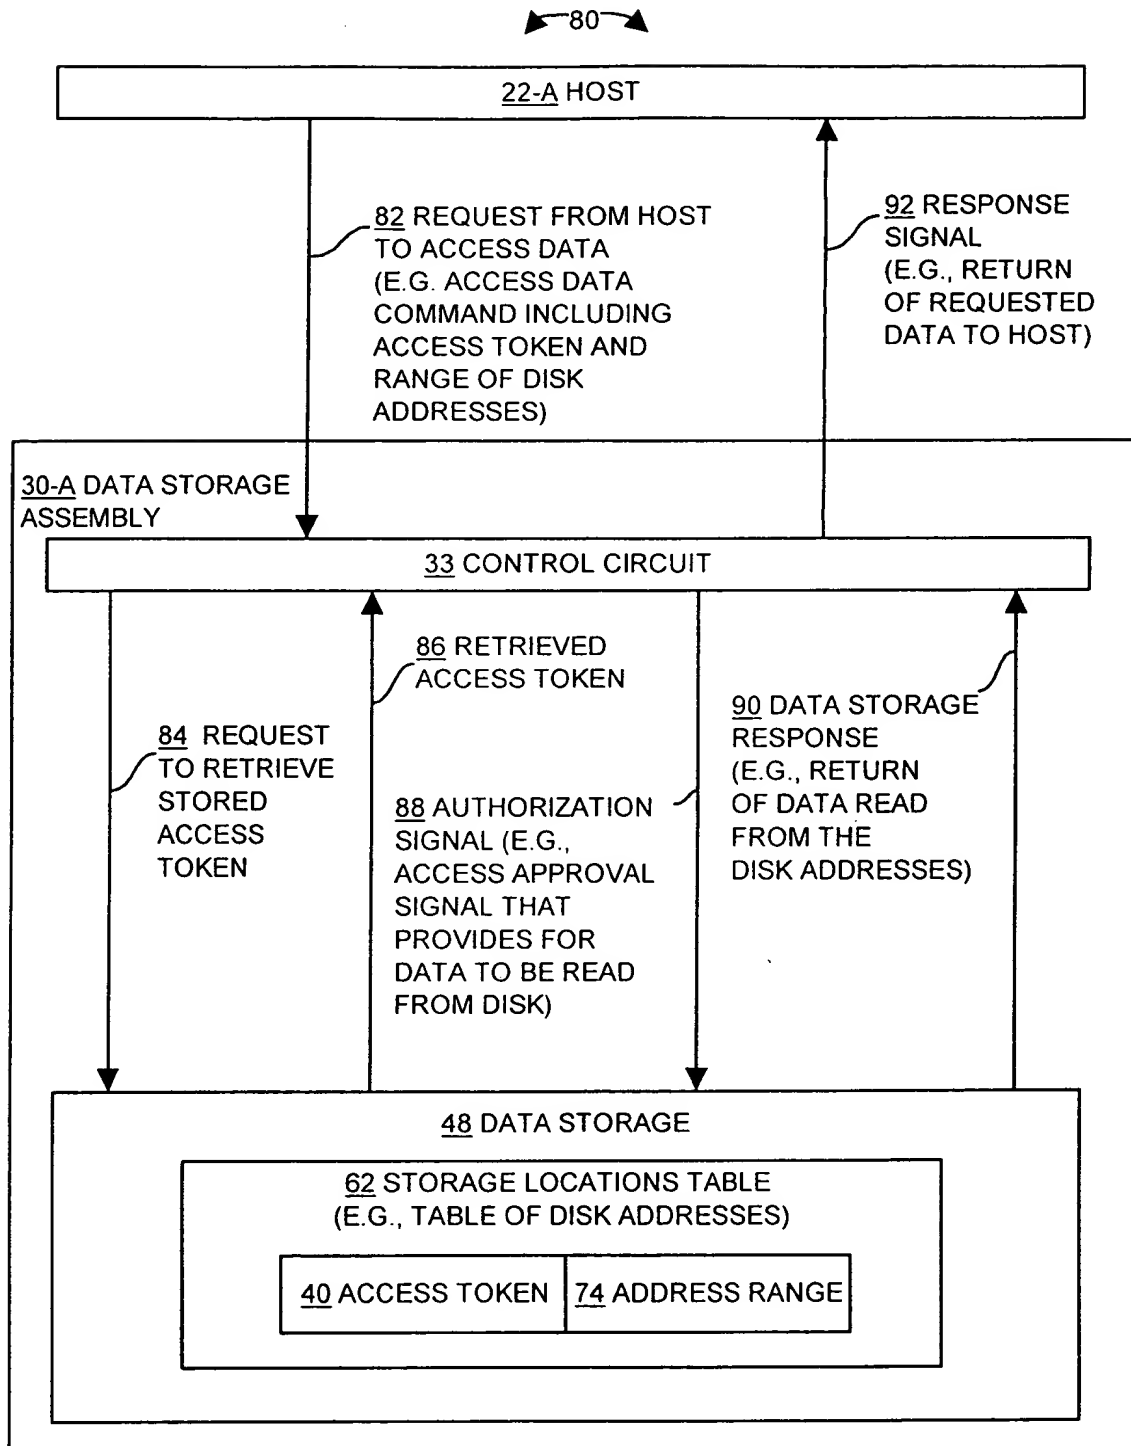 80
22-A HOST
82 REQUEST FROM HOST
TO ACCESS DATA
(E.G. ACCESS DATA
COMMAND INCLUDING
ACCESS TOKEN AND
RANGE OF DISK
ADDRESSES)
92 RESPONSE
SIGNAL
(E.G., RETURN
OF REQUESTED
DATA TO HOST)
30-A DATA STORAGE
ASSEMBLY
33 CONTROL CIRCUIT
84 REQUEST
TO RETRIEVE
STORED
ACCESS
TOKEN
86 RETRIEVED
ACCESS TOKEN
88 AUTHORIZATION
SIGNAL (E.G.,
ACCESS APPROVAL
SIGNAL THAT
PROVIDES FOR
DATA TO BE READ
FROM DISK)
90 DATA STORAGE
RESPONSE
(E.G., RETURN
OF DATA READ
FROM THE
DISK ADDRESSES)
48 DATA STORAGE
62 STORAGE LOCATIONS TABLE
(E.G., TABLE OF DISK ADDRESSES)
40 ACCESS TOKEN
74 ADDRESS RANGE